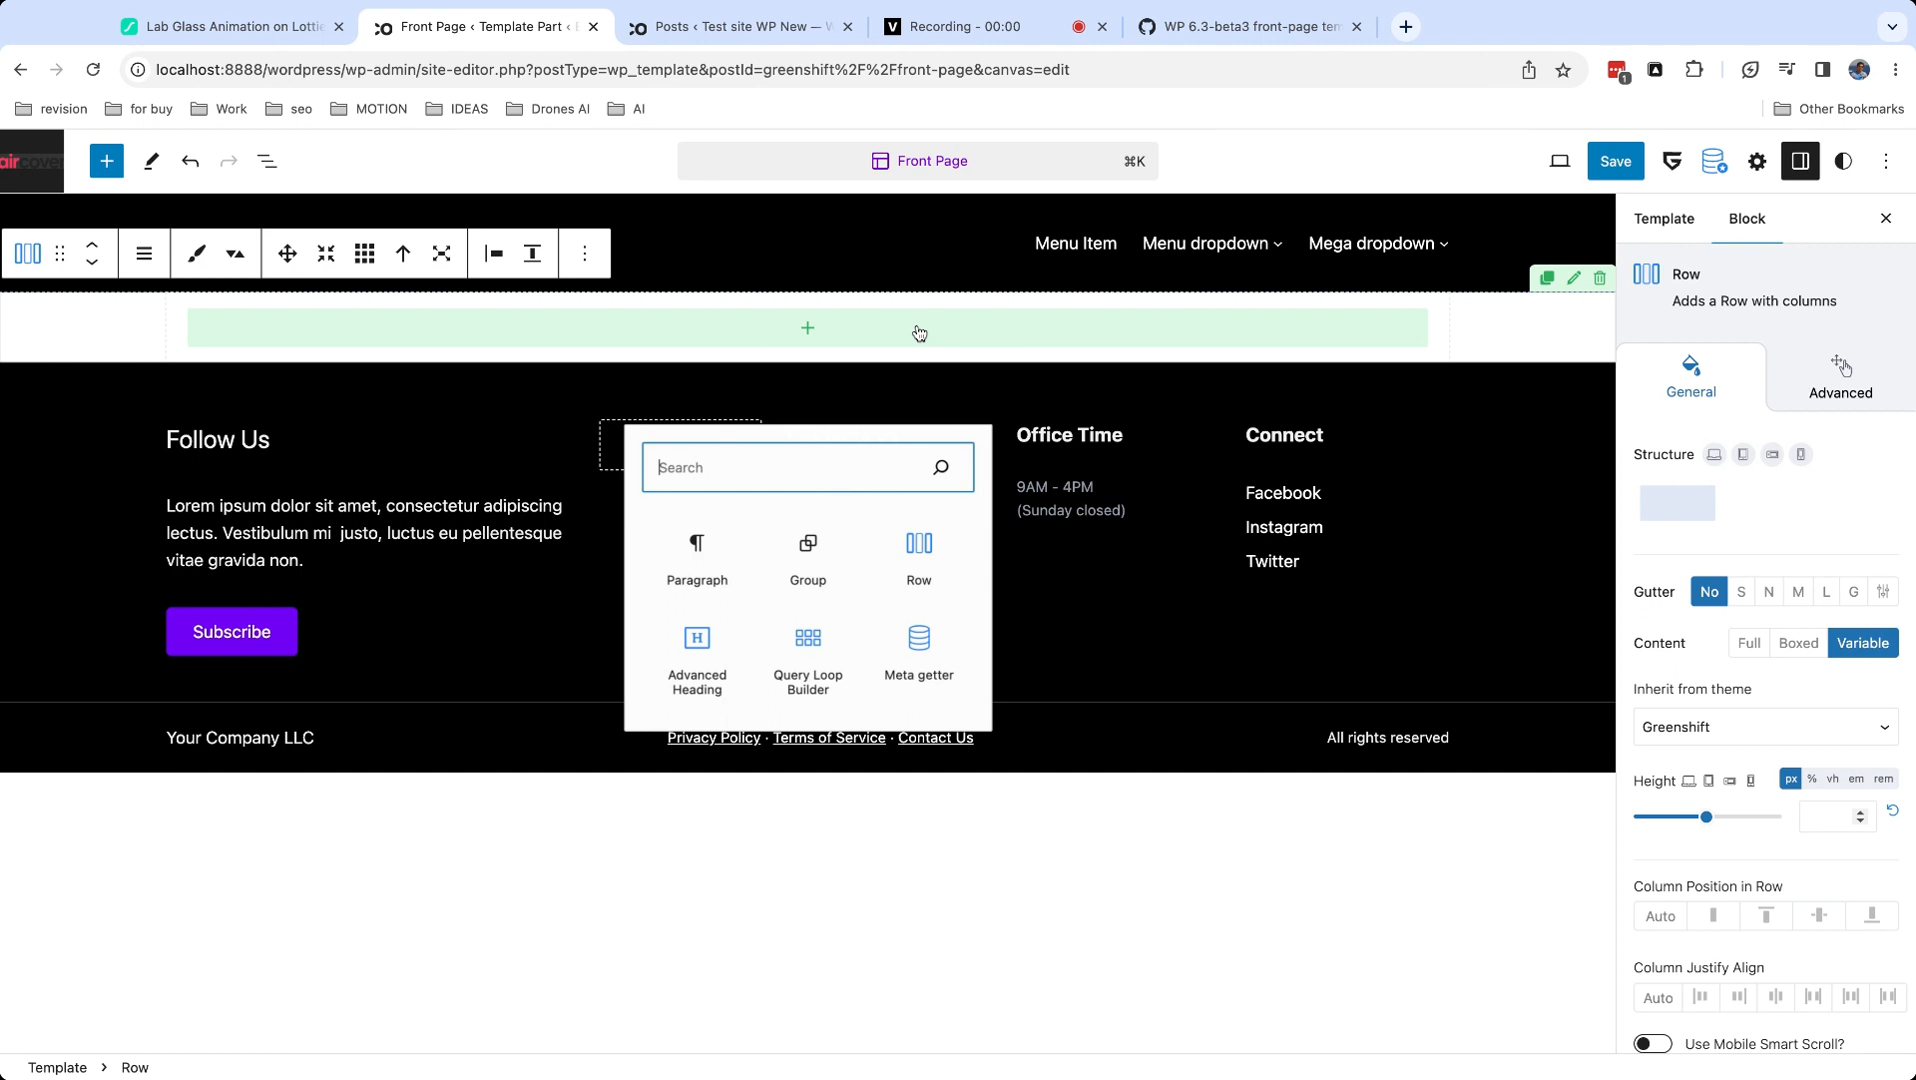 Lab Glass Animation on Lottie
Front Page ‹ Template Part ‹
Posts ‹ Test site WP New —
Recording - 00:00
WP 6.3-beta3 front-page tem
localhost:8888/wordpress/wp-admin/site-editor.php?postType=wp_template&postId=greenshift%2F%2Ffront-page&canvas=edit
1
revision
for buy
Work
seo
MOTION
IDEAS
Drones AI
AI
Other Bookmarks
aircover
Front Page
⌘K
Save
Menu Item
Menu dropdown
Mega dropdown
Template
Block
Row
Adds a Row with columns
General
Advanced
Follow Us
Lorem ipsum dolor sit amet, consectetur adipiscing
lectus. Vestibulum mi justo, luctus eu pellentesque
vitae gravida non.
Subscribe
Search
Paragraph
Group
Row
Advanced
Heading
Query Loop
Builder
Meta getter
Office Time
9AM - 4PM
(Sunday closed)
Connect
Facebook
Instagram
Twitter
Your Company LLC
Privacy Policy · Terms of Service · Contact Us
All rights reserved
Structure
Gutter
No
S
N
M
L
G
Content
Full
Boxed
Variable
Inherit from theme
Greenshift
Height
px
%
vh
em
rem
Column Position in Row
Auto
Column Justify Align
Auto
Use Mobile Smart Scroll?
Template > Row